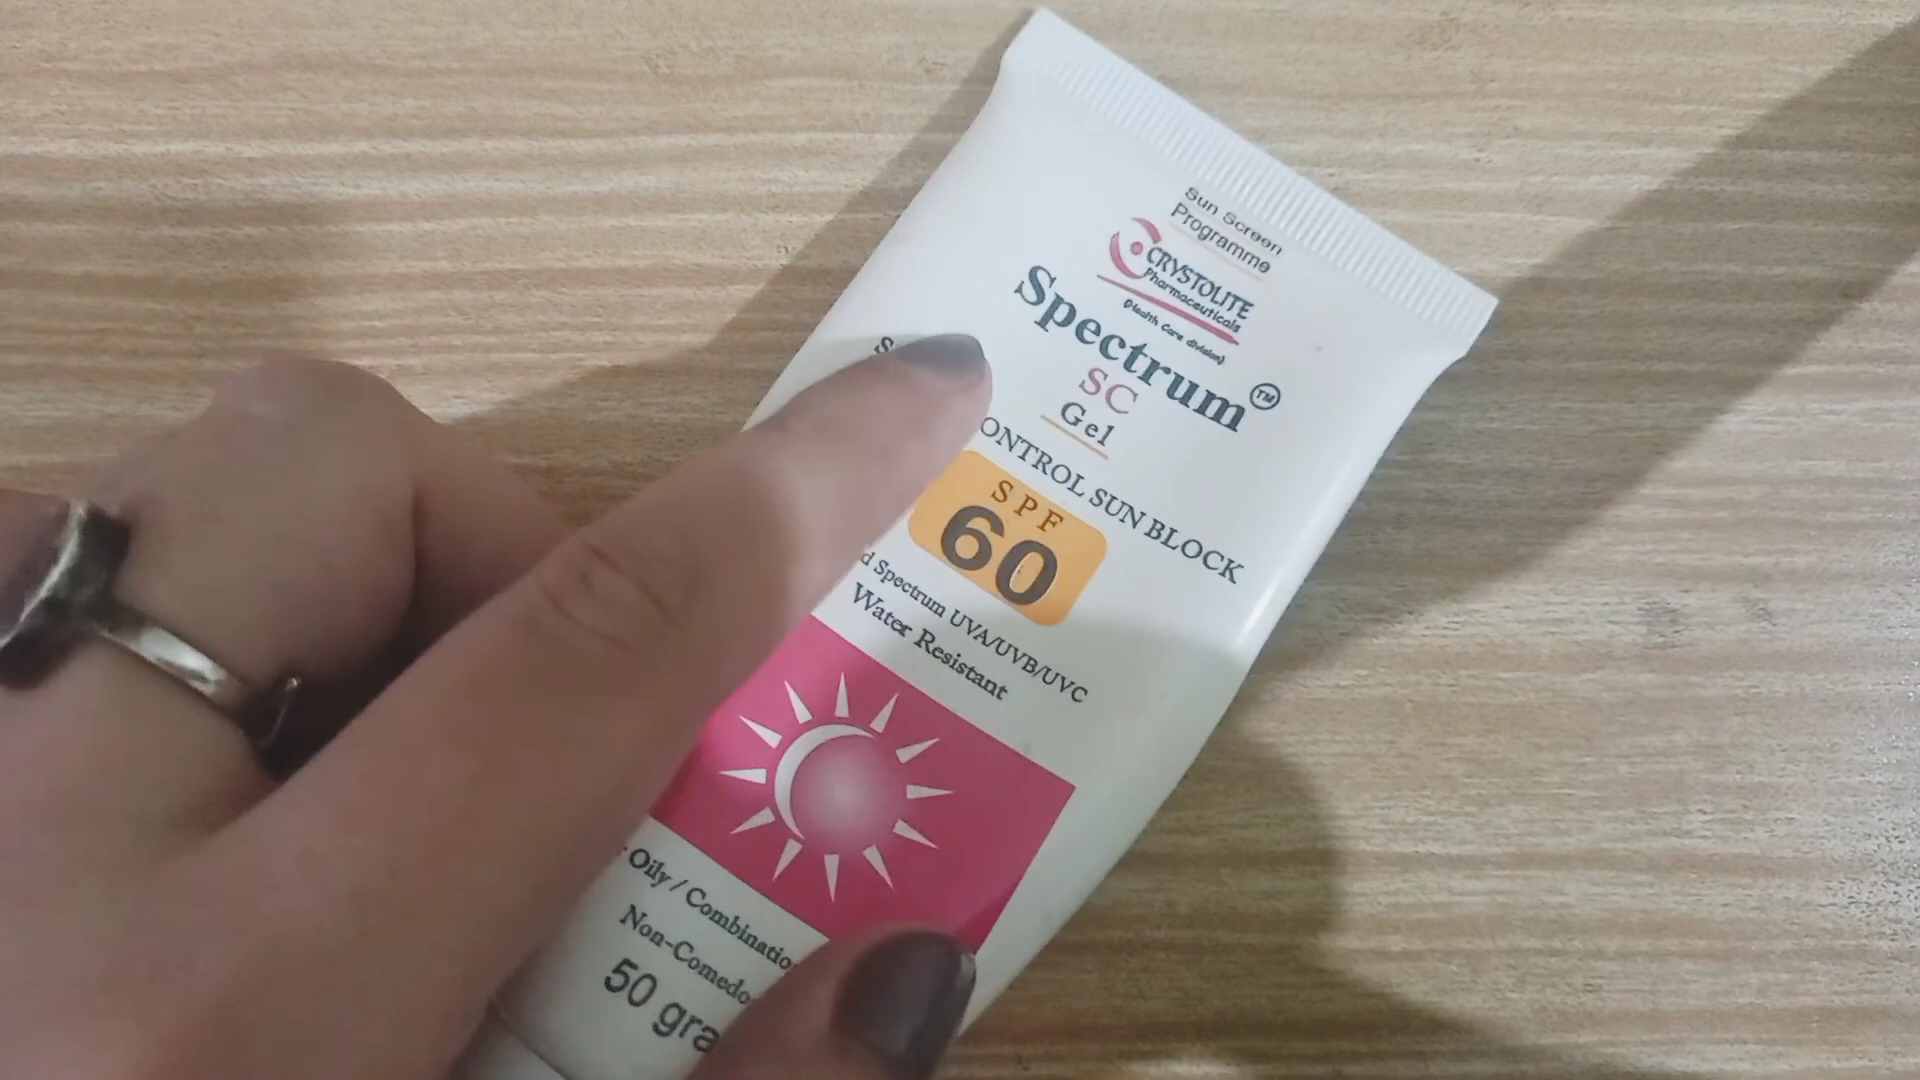 Sun Screen
Programme
CRYSTOLITE
Pharmaceuticals
(Health Care division)
Spectrum™
SC
Gel
ONTROL SUN BLOCK
SPF
60
d Spectrum UVA/UVB/UVC
Water Resistant
Oily / Combination
Non-Comedo
50 gra